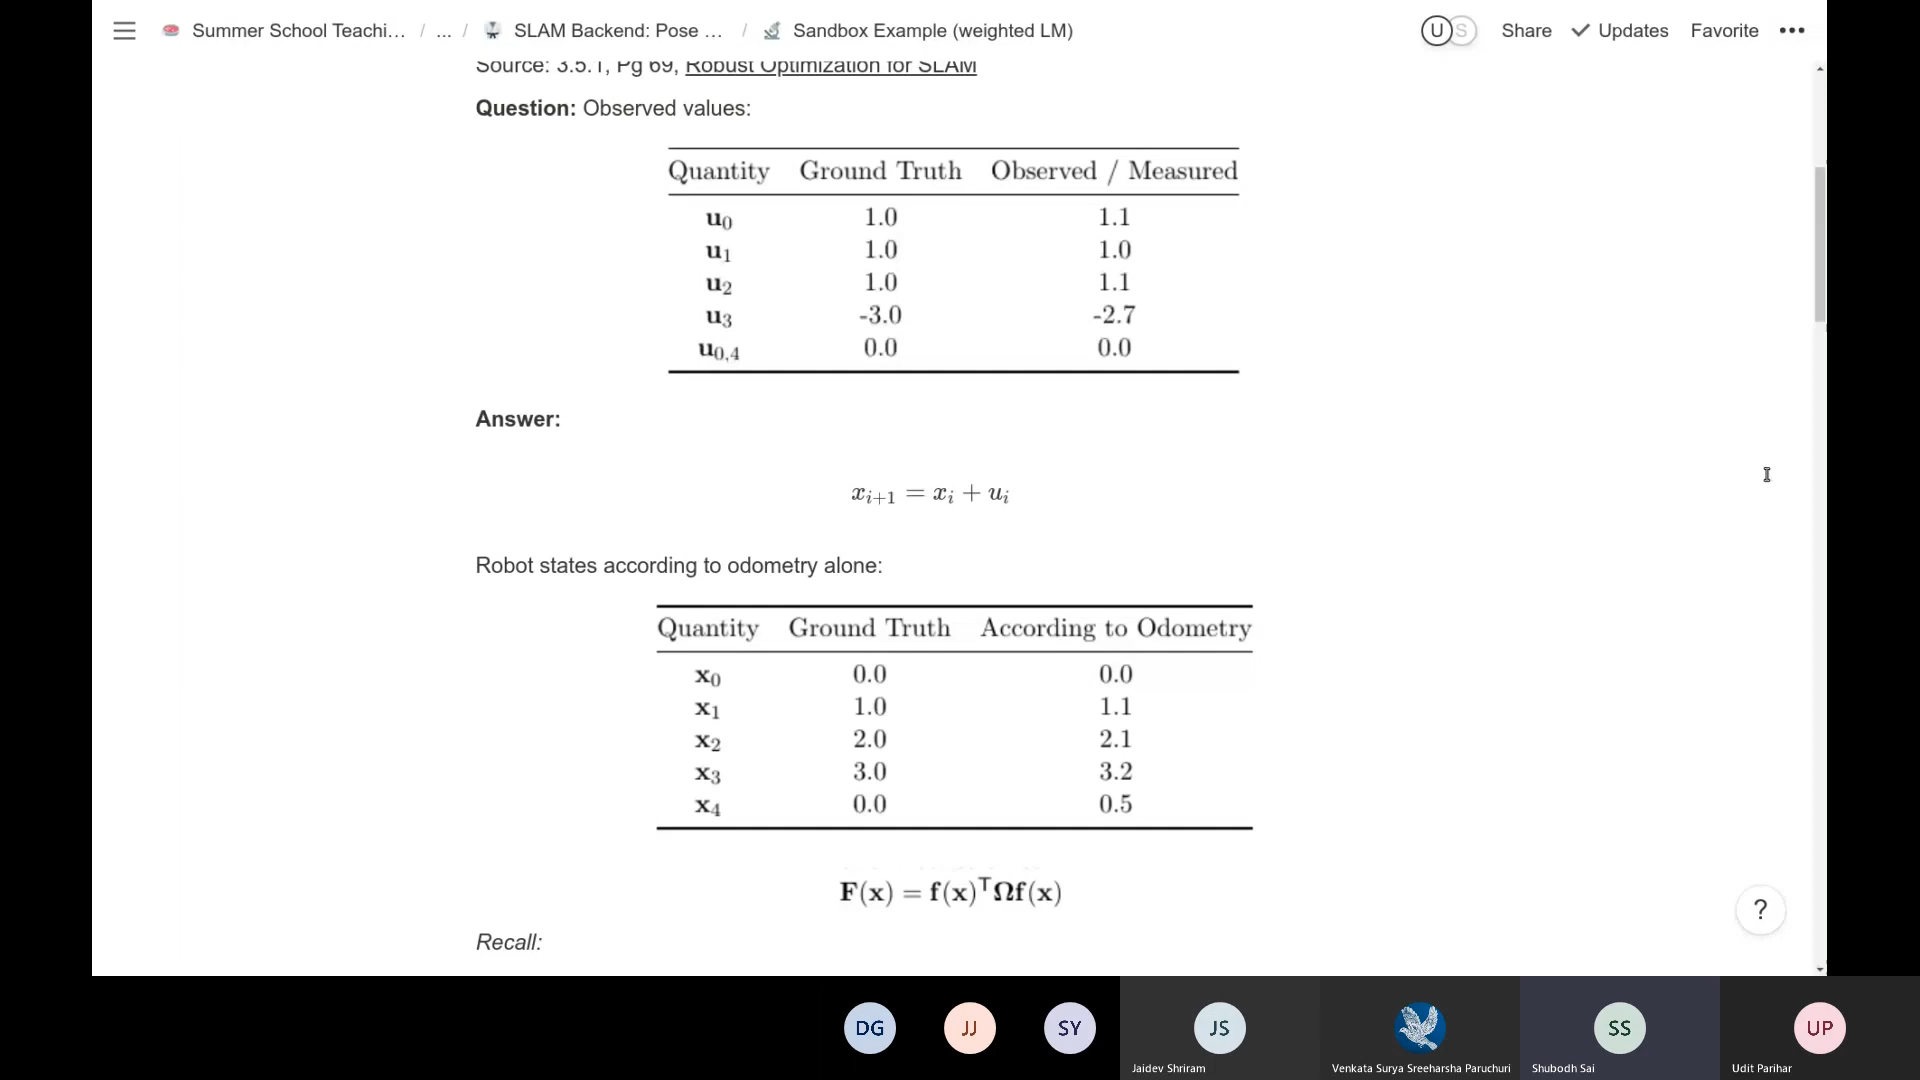 Summer School Teachi... / ... / SLAM Backend: Pose ... / Sandbox Example (weighted LM)
U S Share Updates Favorite •••
Source: 3.5.1, Pg 69, Robust Optimization for SLAM
Question: Observed values:
Quantity Ground Truth Observed / Measured
u₀ 1.0 1.1
u₁ 1.0 1.0
u₂ 1.0 1.1
u₃ -3.0 -2.7
u₀,₄ 0.0 0.0
Answer:
xᵢ₊₁ = xᵢ + uᵢ
Robot states according to odometry alone:
Quantity Ground Truth According to Odometry
x₀ 0.0 0.0
x₁ 1.0 1.1
x₂ 2.0 2.1
x₃ 3.0 3.2
x₄ 0.0 0.5
F(x) = f(x)ᵀΩf(x)
?
Recall:
DG JJ SY JS SS UP
Jaidev Shriram Venkata Surya Sreeharsha Paruchuri Shubodh Sai Udit Parihar